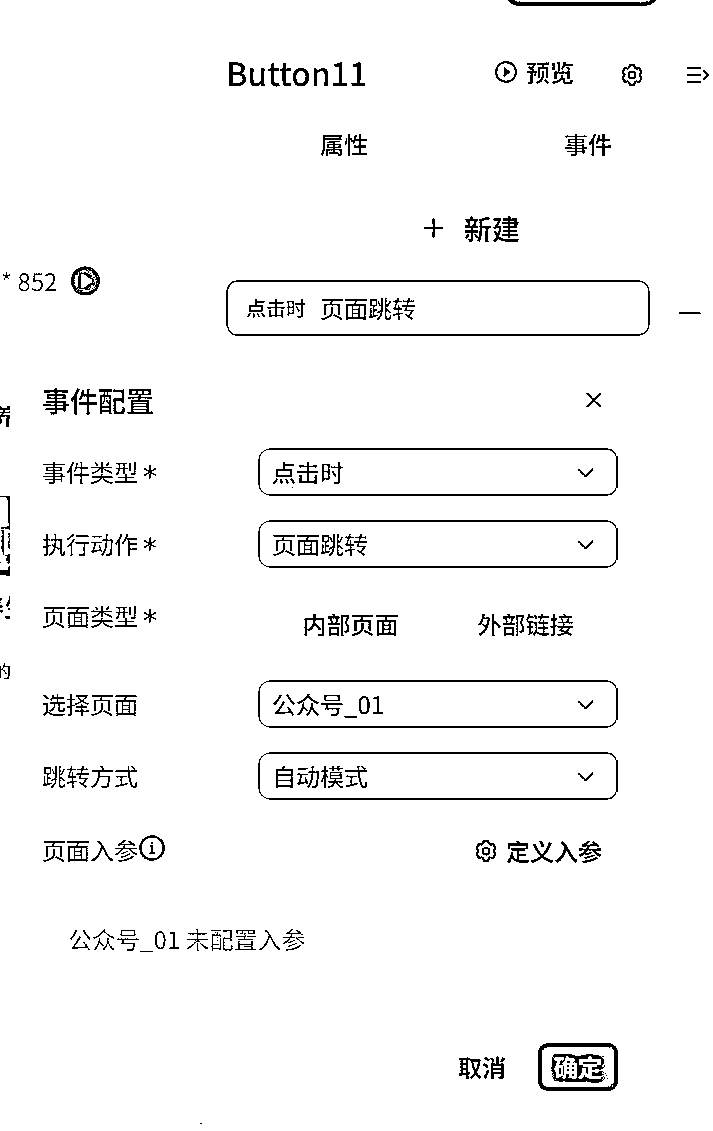 Button11 预览
属性 事件
+ 新建
* 852
点击时 页面跳转
事件配置
事件类型* 点击时
执行动作* 页面跳转
页面类型* 内部页面 外部链接
的
选择页面 公众号_01
跳转方式 自动模式
页面入参 定义入参
公众号_01 未配置入参
取消 确定